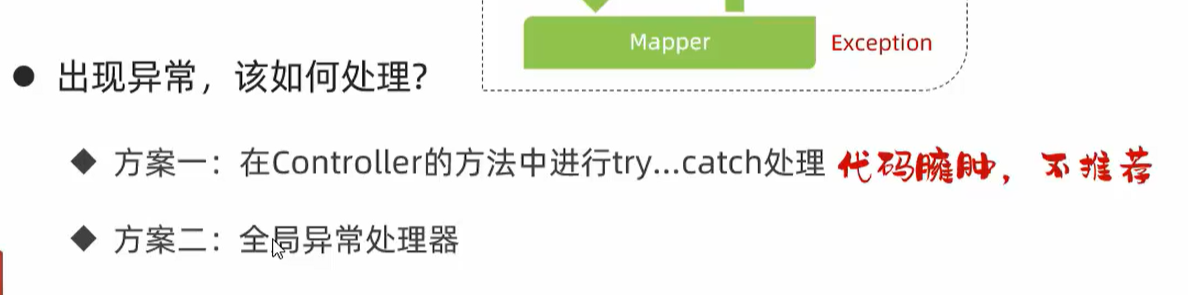 Mapper Exception
出现异常，该如何处理?
方案一：在Controller的方法中进行try...catch处理 代码臃肿，不推荐
方案二：全局异常处理器